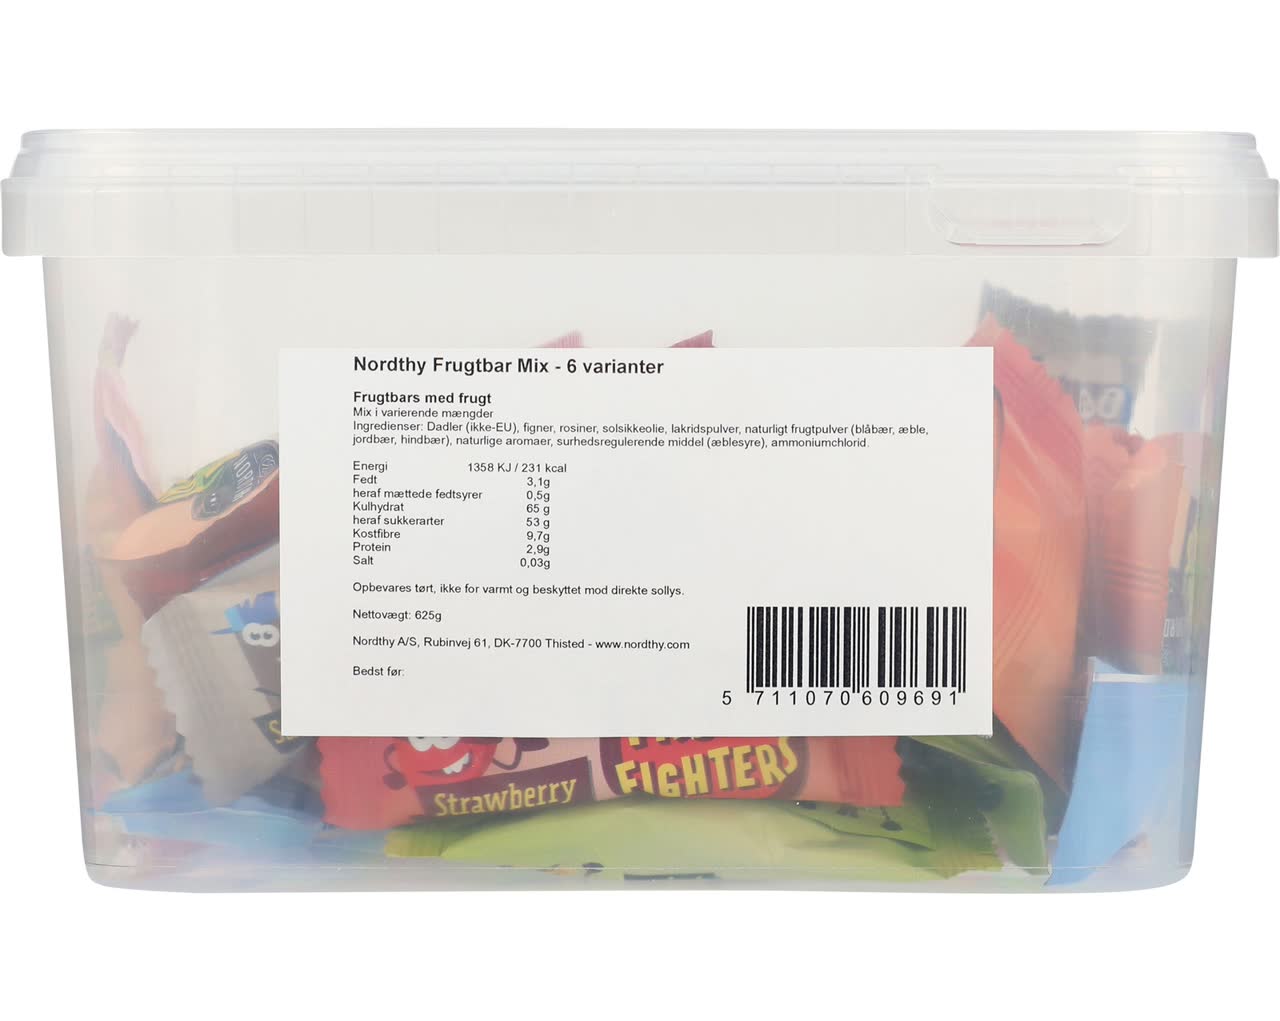 Nordthy Frugtbar Mix - 6 varianter
Frugtbars med frugt
Mix i varierende mængder
Ingredienser: Dadler (ikke-EU), figner, rosiner, solsikkeolie, lakridspulver, naturligt frugtpulver (blåbær, æble,
jordbær, hindbær), naturlige aromaer, surhedsregulerende middel (æblesyre), ammoniumchlorid.
Energi 1358 KJ / 231 kcal
Fedt 3,1g
heraf mættede fedtsyrer 0,5g
Kulhydrat 65 g
heraf sukkerarter 53 g
Kostfibre 9,7g
Protein 2,9g
Salt 0,03g
Opbevares tørt, ikke for varmt og beskyttet mod direkte sollys.
Nettovægt: 625g
Nordthy A/S, Rubinvej 61, DK-7700 Thisted - www.nordthy.com
Bedst før:
5 711070 609691
FIGHTERS
Strawberry